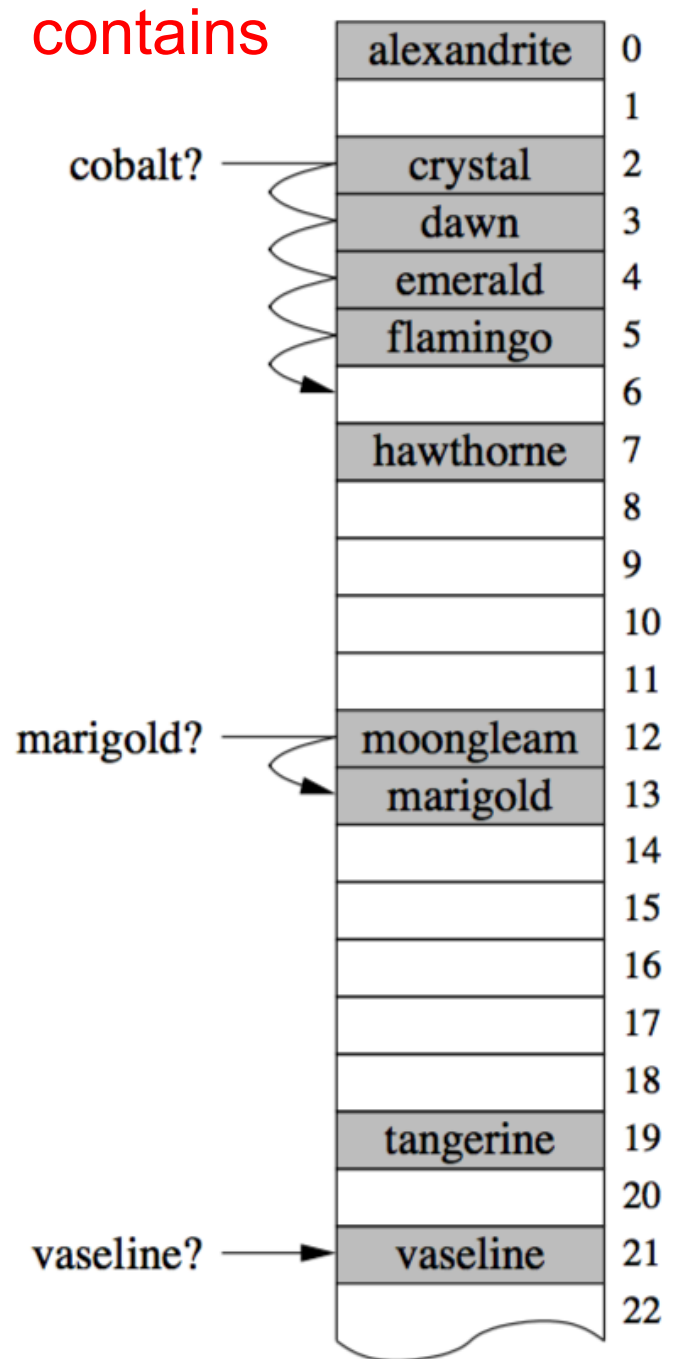 contains
alexandrite 0
1
cobalt? crystal 2
dawn 3
emerald 4
flamingo 5
6
hawthorne 7
8
9
10
11
marigold? moongleam 12
marigold 13
14
15
16
17
18
tangerine 19
20
vaseline? vaseline 21
22